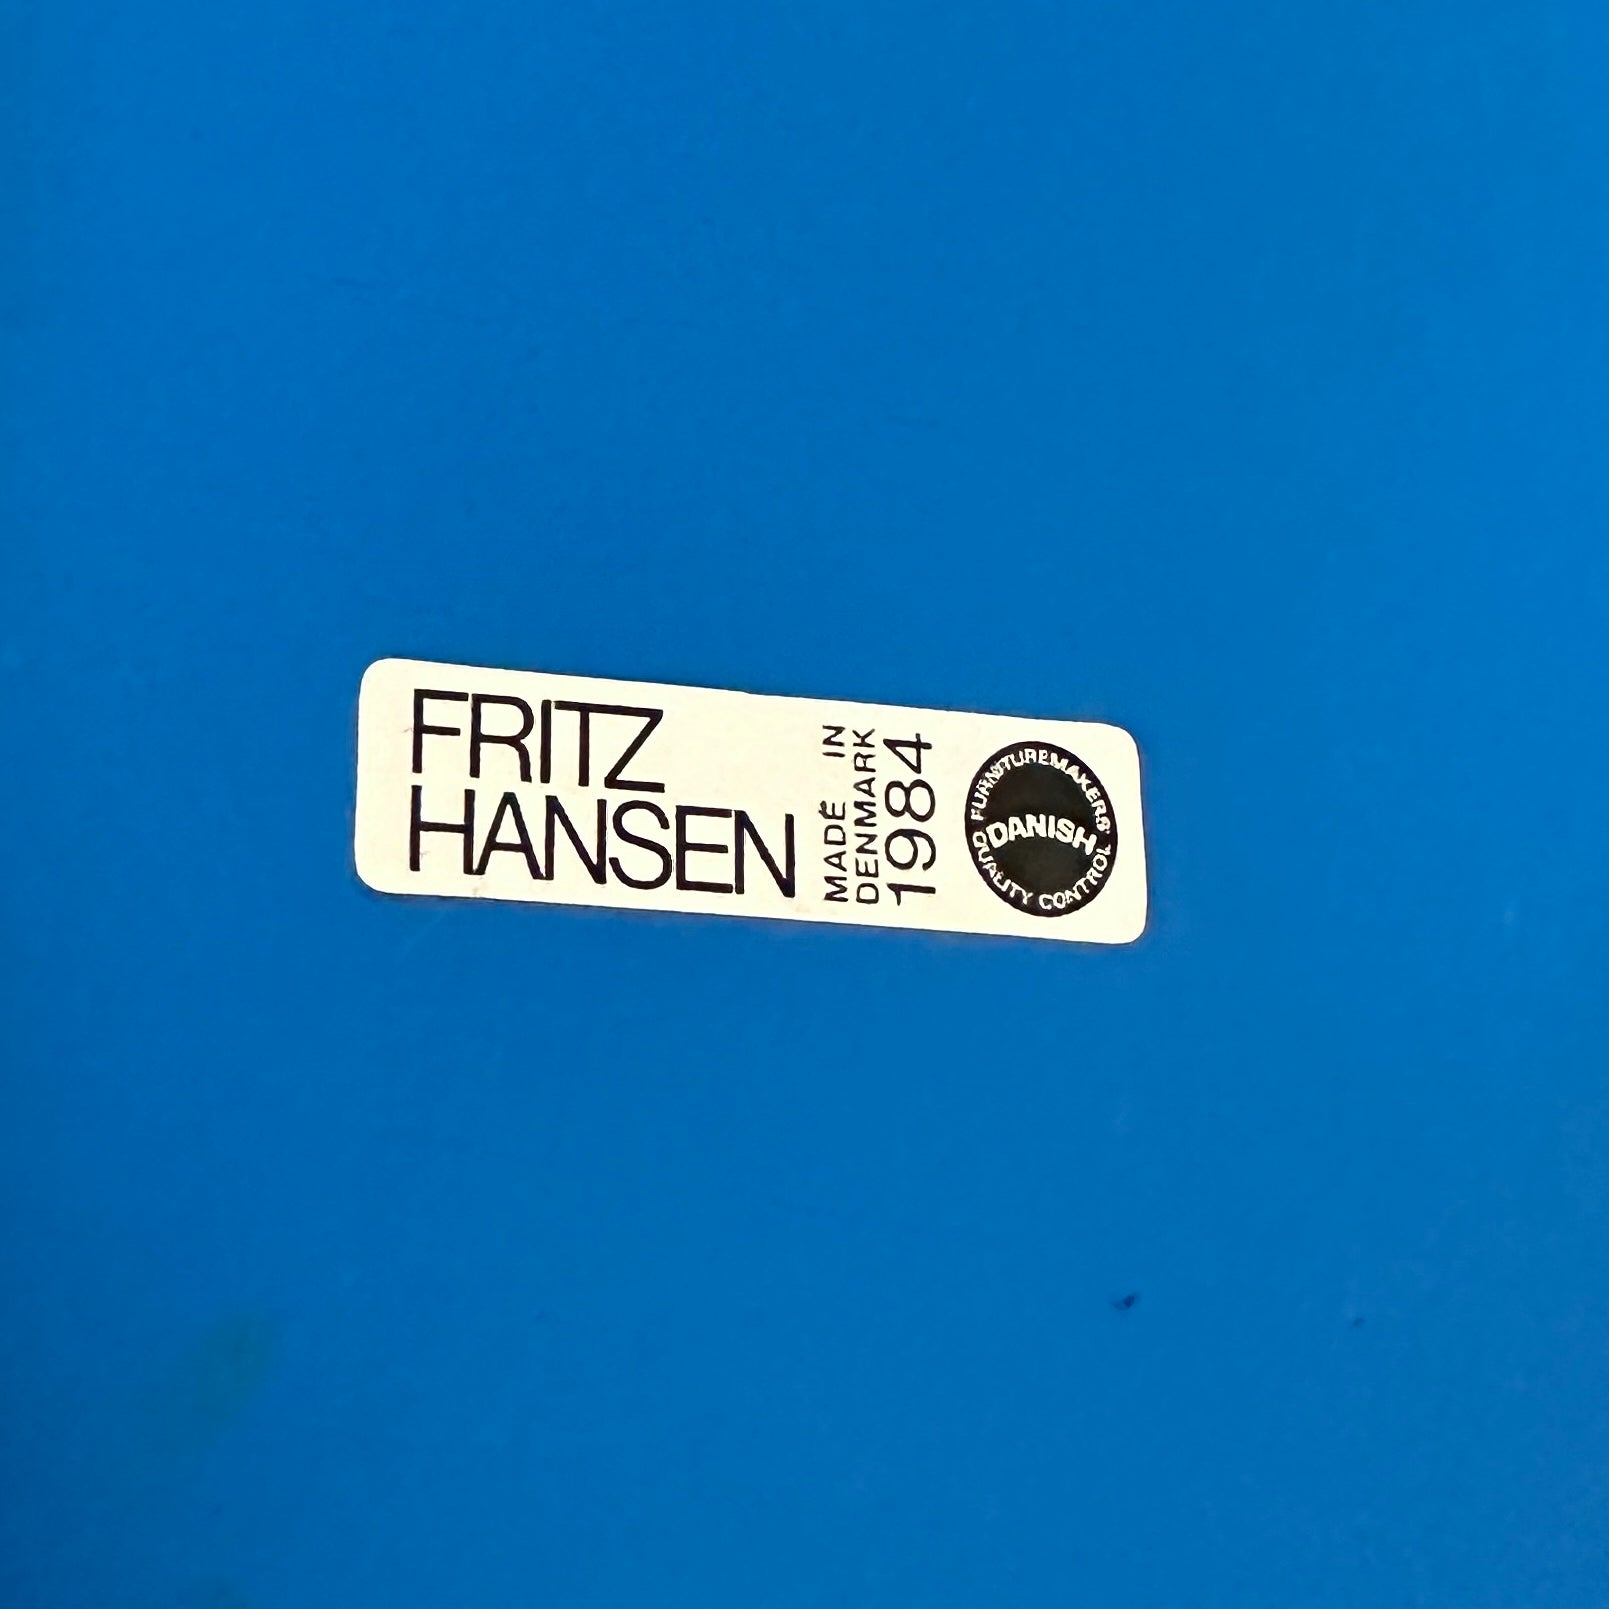 FRITZ
HANSEN
MADE IN
DENMARK
1984
FURNITUREMAKERS'
DANISH
QUALITY CONTROL